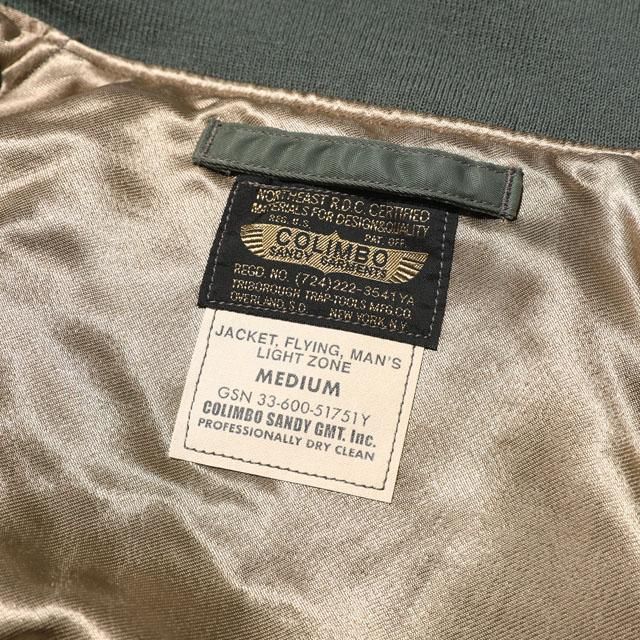 NORTHEAST R.D.C. CERTIFIED
MATERIALS FOR DESIGN&QUALITY
REG. U.S. PAT. OFF.
COLIMBO
SANDY GARMENTS
REGD. NO. (724)222-3541YA
TRIBOROUGH TRAP-TOOLS MFG.CO
OVERLAND, S.O. NEW YORK, N.Y.
JACKET, FLYING, MAN'S
LIGHT ZONE
MEDIUM
GSN 33-600-51751Y
COLIMBO SANDY GMT. Inc.
PROFESSIONALLY DRY CLEAN